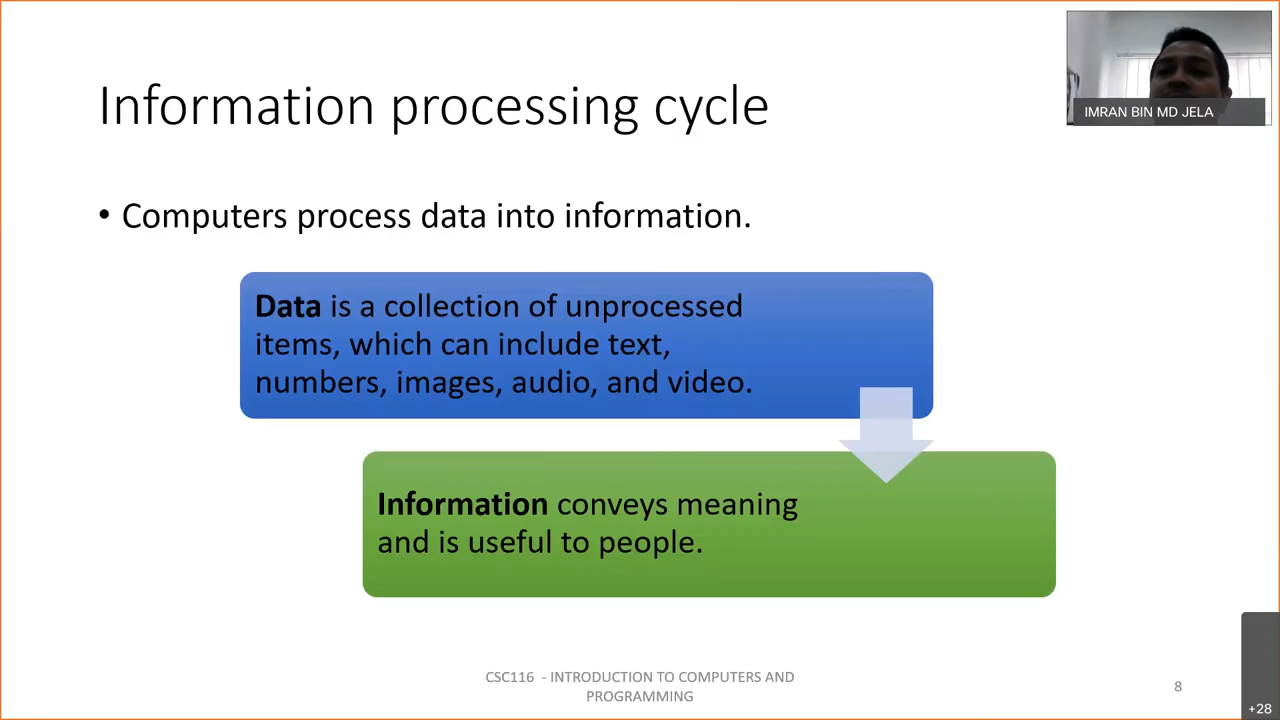 IMRAN BIN MD JELA
Information processing cycle
• Computers process data into information.
Data is a collection of unprocessed
items, which can include text,
numbers, images, audio, and video.
Information conveys meaning
and is useful to people.
CSC116 - INTRODUCTION TO COMPUTERS AND
PROGRAMMING
8
+28